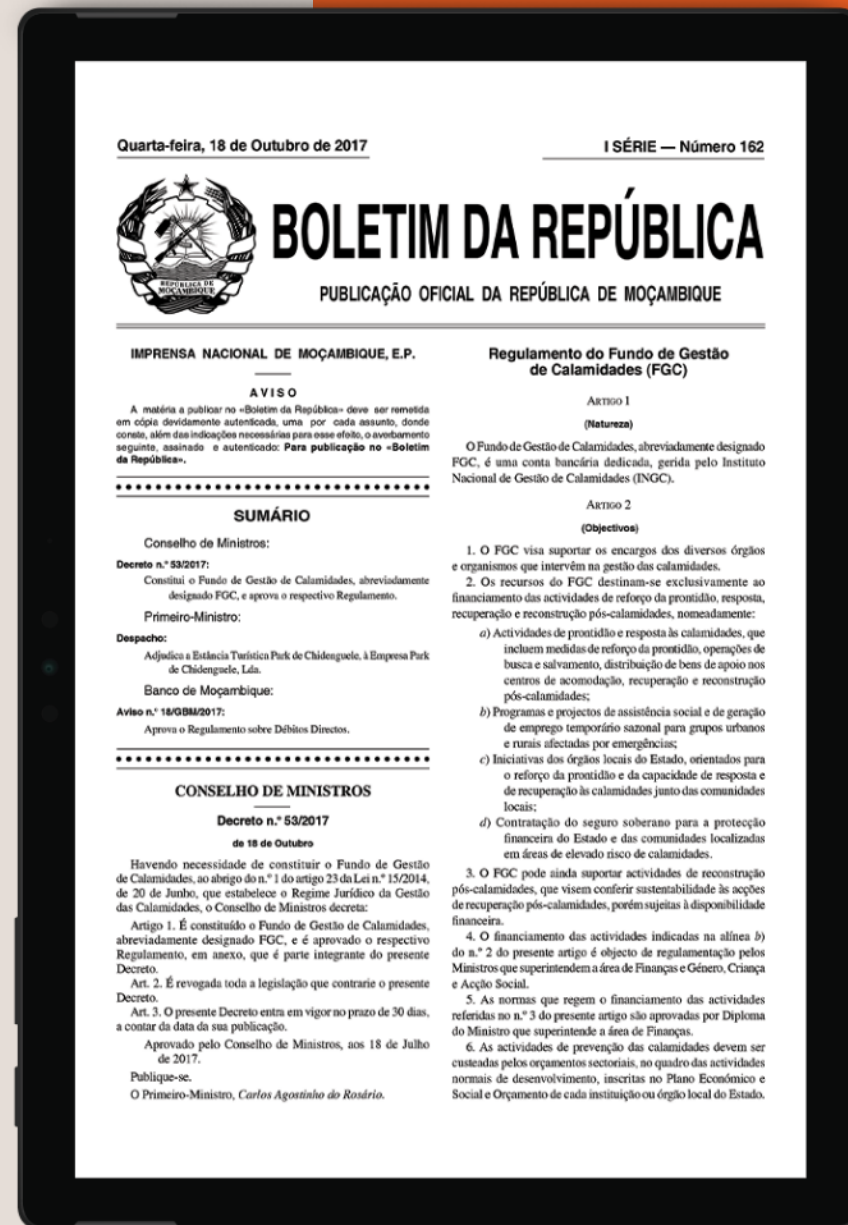 Quarta-feira, 18 de Outubro de 2017
I SÉRIE — Número 162
REPÚBLICA DE
MOÇAMBIQUE
BOLETIM DA REPÚBLICA
PUBLICAÇÃO OFICIAL DA REPÚBLICA DE MOÇAMBIQUE
IMPRENSA NACIONAL DE MOÇAMBIQUE, E.P.
AVISO
A matéria a publicar no «Boletim da República» deve ser remetida
em cópia devidamente autenticada, uma por cada assunto, donde
conste, além das indicações necessárias para esse efeito, o averbamento
seguinte, assinado e autenticado: Para publicação no «Boletim
da República».
SUMÁRIO
Conselho de Ministros:
Decreto n.º 53/2017:
Constitui o Fundo de Gestão de Calamidades, abreviadamente
designado FGC, e aprova o respectivo Regulamento.
Primeiro-Ministro:
Despacho:
Adjudica a Estância Turística Park de Chidenguele, à Empresa Park
de Chidenguele, Lda.
Banco de Moçambique:
Aviso n.º 18/GBM/2017:
Aprova o Regulamento sobre Débitos Directos.
CONSELHO DE MINISTROS
Decreto n.º 53/2017
de 18 de Outubro
Havendo necessidade de constituir o Fundo de Gestão
de Calamidades, ao abrigo do n.º 1 do artigo 23 da Lei n.º 15/2014,
de 20 de Junho, que estabelece o Regime Jurídico da Gestão
das Calamidades, o Conselho de Ministros decreta:
Artigo 1. É constituído o Fundo de Gestão de Calamidades,
abreviadamente designado FGC, e é aprovado o respectivo
Regulamento, em anexo, que é parte integrante do presente
Decreto.
Art. 2. É revogada toda a legislação que contrarie o presente
Decreto.
Art. 3. O presente Decreto entra em vigor no prazo de 30 dias,
a contar da data da sua publicação.
Aprovado pelo Conselho de Ministros, aos 18 de Julho
de 2017.
Publique-se.
O Primeiro-Ministro, Carlos Agostinho do Rosário.
Regulamento do Fundo de Gestão
de Calamidades (FGC)
ARTIGO 1
(Natureza)
O Fundo de Gestão de Calamidades, abreviadamente designado
FGC, é uma conta bancária dedicada, gerida pelo Instituto
Nacional de Gestão de Calamidades (INGC).
ARTIGO 2
(Objectivos)
1. O FGC visa suportar os encargos dos diversos órgãos
e organismos que intervêm na gestão das calamidades.
2. Os recursos do FGC destinam-se exclusivamente ao
financiamento das actividades de reforço da prontidão, resposta,
recuperação e reconstrução pós-calamidades, nomeadamente:
a) Actividades de prontidão e resposta às calamidades, que
incluem medidas de reforço da prontidão, operações de
busca e salvamento, distribuição de bens de apoio nos
centros de acomodação, recuperação e reconstrução
pós-calamidades;
b) Programas e projectos de assistência social e de geração
de emprego temporário sazonal para grupos urbanos
e rurais afectadas por emergências;
c) Iniciativas dos órgãos locais do Estado, orientados para
o reforço da prontidão e da capacidade de resposta e
de recuperação às calamidades junto das comunidades
locais;
d) Contratação do seguro soberano para a protecção
financeira do Estado e das comunidades localizadas
em áreas de elevado risco de calamidades.
3. O FGC pode ainda suportar actividades de reconstrução
pós-calamidades, que visem conferir sustentabilidade às acções
de recuperação pós-calamidades, porém sujeitas à disponibilidade
financeira.
4. O financiamento das actividades indicadas na alínea b)
do n.º 2 do presente artigo é objecto de regulamentação pelos
Ministros que superintendem a área de Finanças e Género, Criança
e Acção Social.
5. As normas que regem o financiamento das actividades
referidas no n.º 3 do presente artigo são aprovadas por Diploma
do Ministro que superintende a área de Finanças.
6. As actividades de prevenção das calamidades devem ser
custeadas pelos orçamentos sectoriais, no quadro das actividades
normais de desenvolvimento, inscritas no Plano Económico e
Social e Orçamento de cada instituição ou órgão local do Estado.